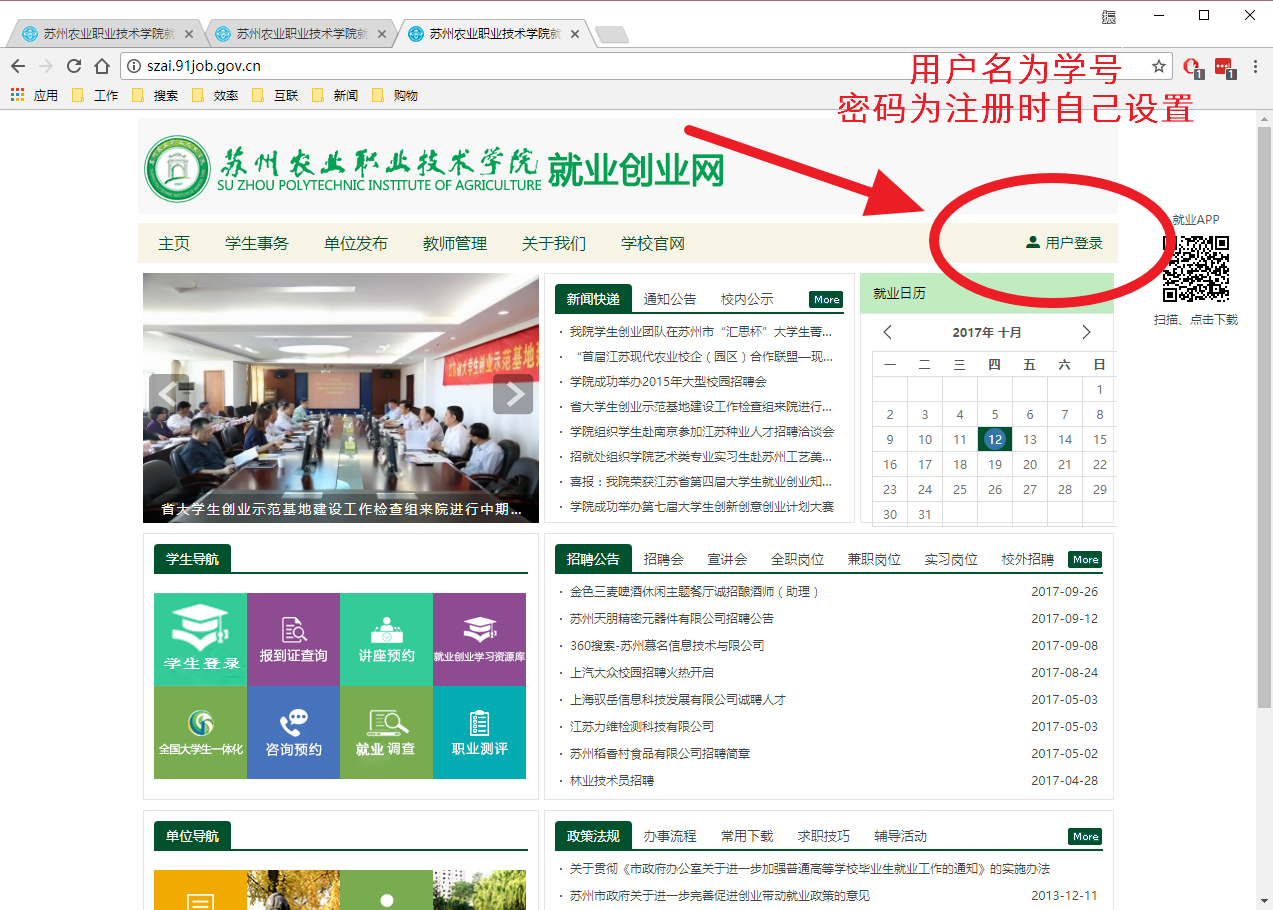 振
苏州农业职业技术学院就
苏州农业职业技术学院就
苏州农业职业技术学院就
szai.91job.gov.cn
1
1
应用 工作 搜索 效率 互联 新闻 购物
用户名为学号
密码为注册时自己设置
苏州农业职业技术学院
SU ZHOU POLYTECHNIC INSTITUTE OF AGRICULTURE
就业创业网
主页 学生事务 单位发布 教师管理 关于我们 学校官网 用户登录
就业APP
扫描、点击下载
省大学生创业示范基地建设工作检查组来院进行中期...
新闻快递 通知公告 校内公示 More
· 我院学生创业团队在苏州市“汇思杯”大学生菁...
· “首届江苏现代农业校企（园区）合作联盟—现...
· 学院成功举办2015年大型校园招聘会
· 省大学生创业示范基地建设工作检查组来院进行...
· 学院组织学生赴南京参加江苏种业人才招聘洽谈会
· 招就处组织学院艺术类专业实习生赴苏州工艺美...
· 喜报：我院荣获江苏省第四届大学生就业创业知...
· 学院成功举办第七届大学生创新创意创业计划大赛
就业日历
2017年 十月
一 二 三 四 五 六 日
1
2 3 4 5 6 7 8
9 10 11 12 13 14 15
16 17 18 19 20 21 22
23 24 25 26 27 28 29
30 31
学生导航
学生登录 报到证查询 讲座预约 就业创业学习资源库
全国大学生一体化 咨询预约 就业调查 职业测评
招聘公告 招聘会 宣讲会 全职岗位 兼职岗位 实习岗位 校外招聘 More
· 金色三麦啤酒休闲主题餐厅诚招酿酒师（助理） 2017-09-26
· 苏州天朋精密元器件有限公司招聘公告 2017-09-12
· 360搜索-苏州慕名信息技术与限公司 2017-09-08
· 上汽大众校园招聘火热开启 2017-08-24
· 上海驭岳信息科技发展有限公司诚聘人才 2017-05-03
· 江苏力维检测科技有限公司 2017-05-03
· 苏州稻香村食品有限公司招聘简章 2017-05-02
· 林业技术员招聘 2017-04-28
单位导航
政策法规 办事流程 常用下载 求职技巧 辅导活动 More
· 关于贯彻《市政府办公室关于进一步加强普通高等学校毕业生就业工作的通知》的实施办法
· 苏州市政府关于进一步完善促进创业带动就业政策的意见 2013-12-11